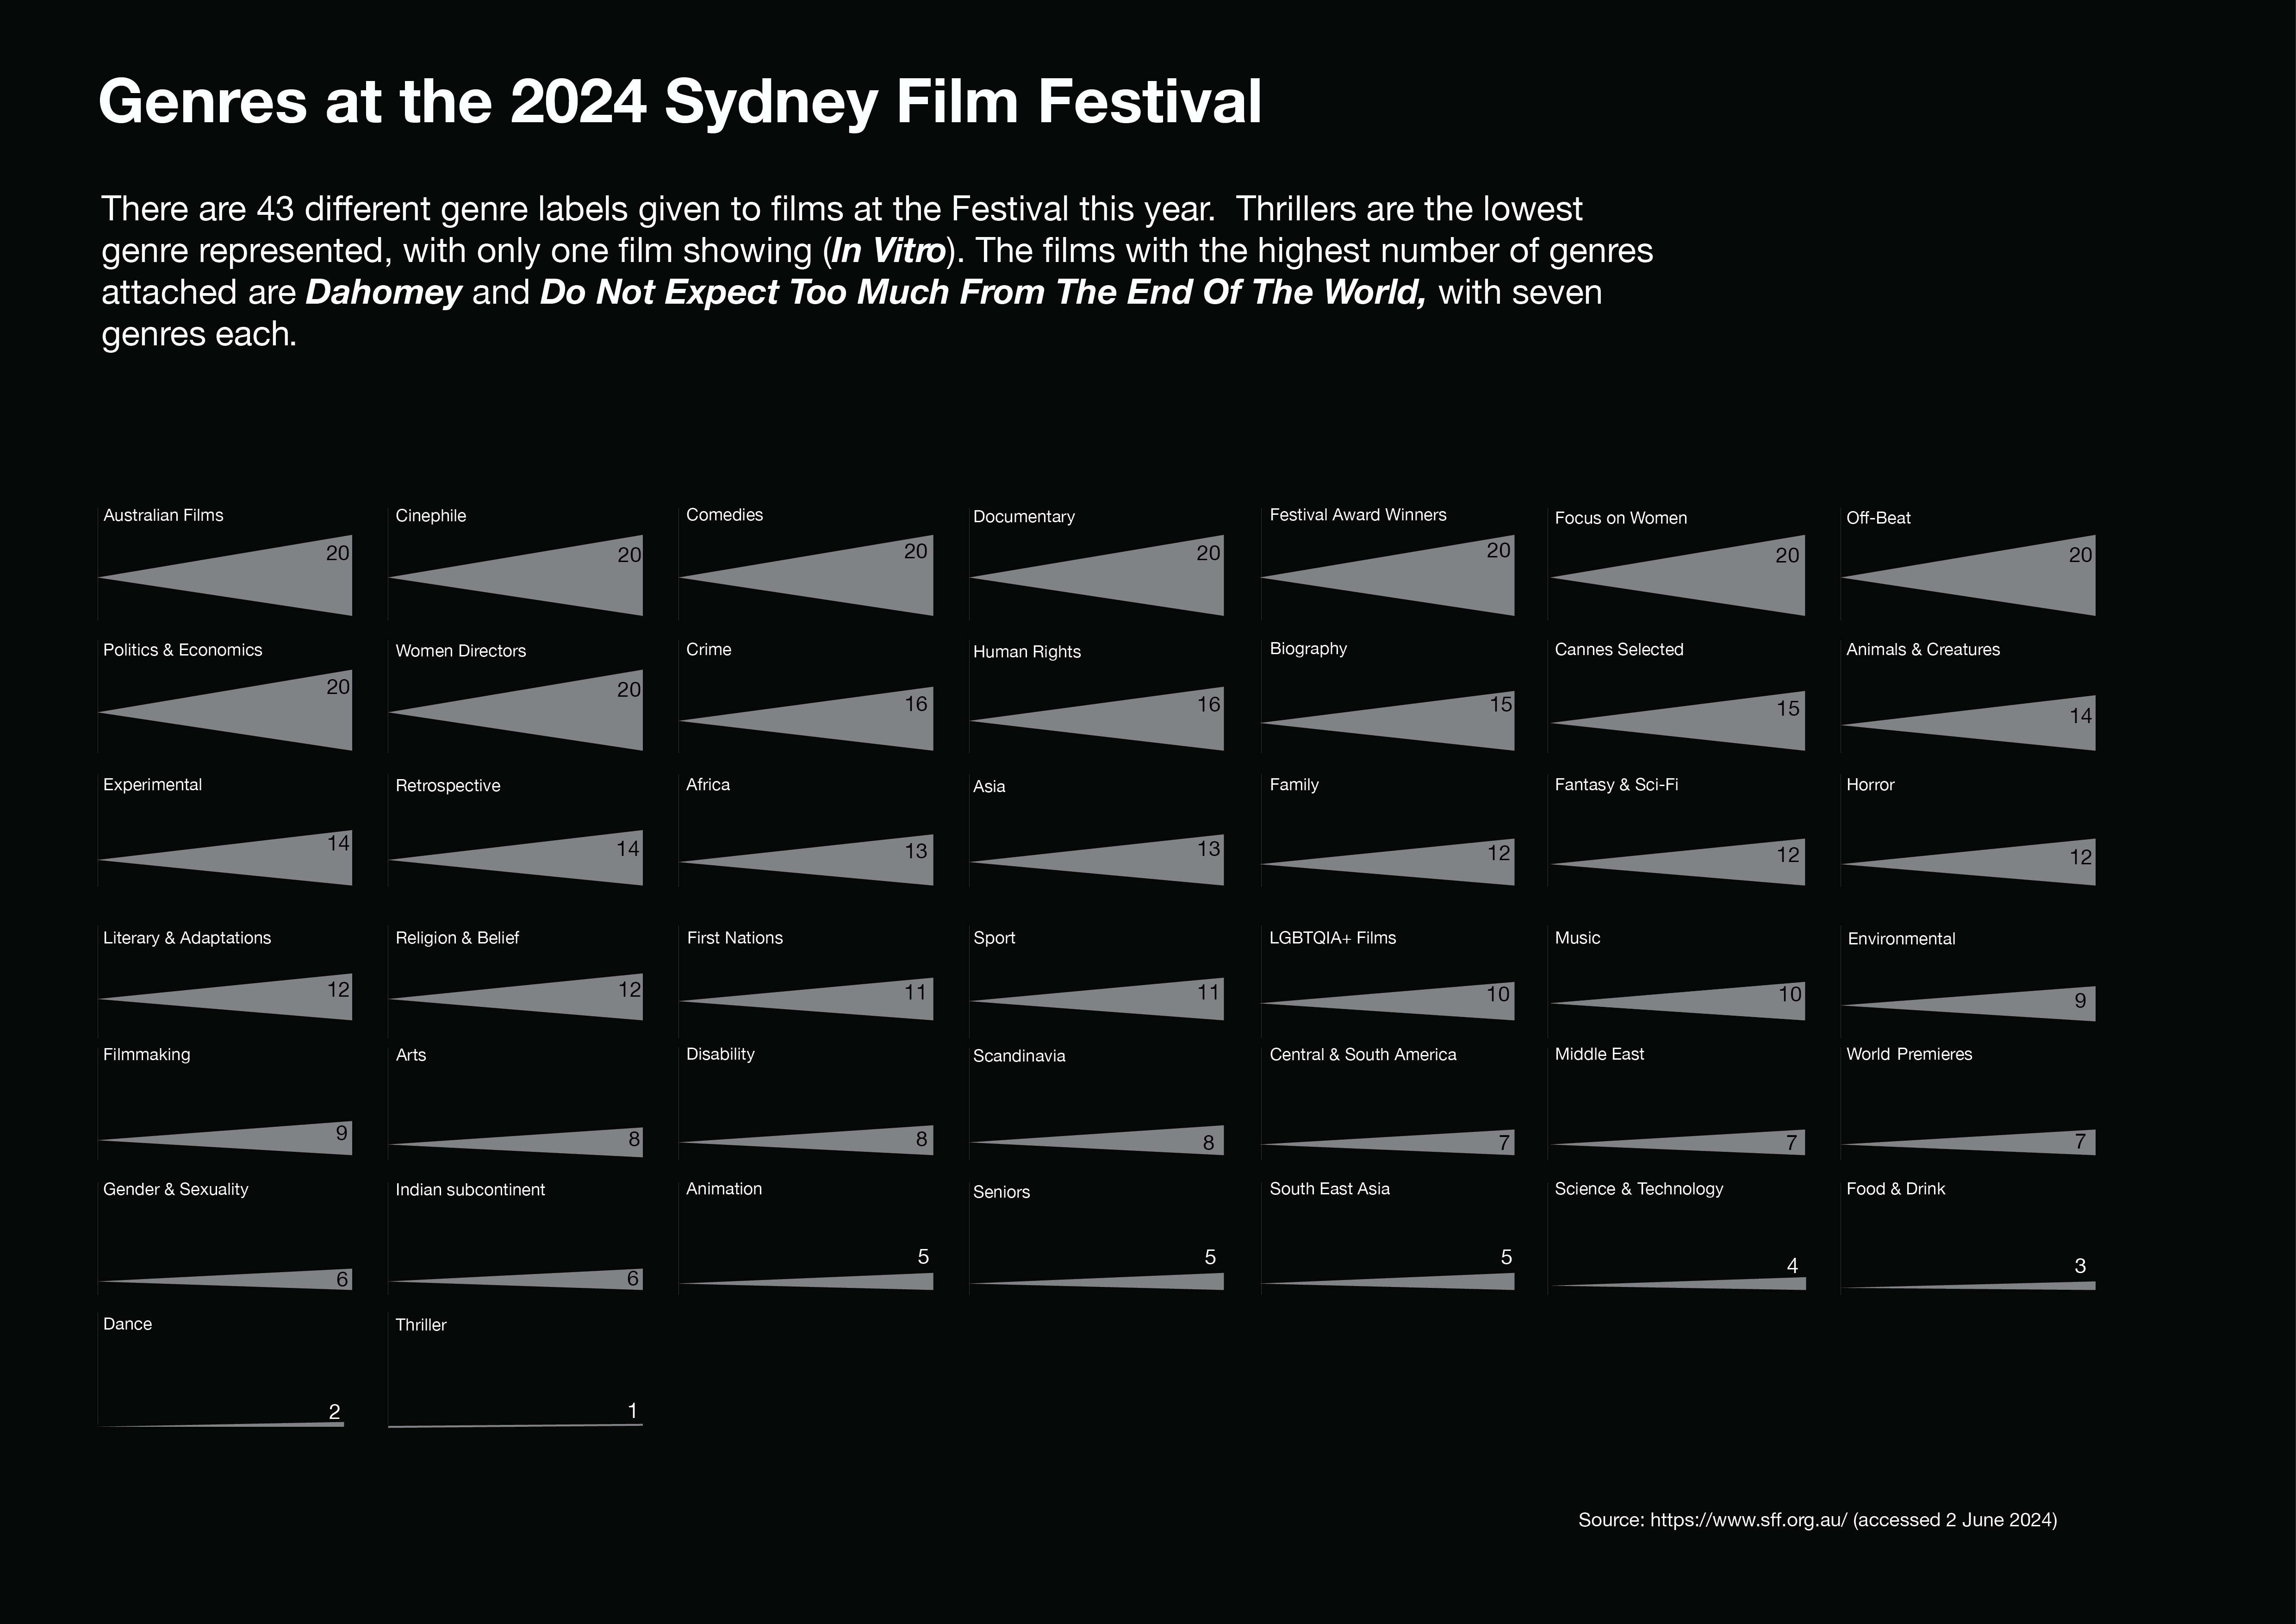 Genres at the 2024 Sydney Film Festival
There are 43 different genre labels given to films at the Festival this year.  Thrillers are the lowest
genre represented, with only one film showing (In Vitro). The films with the highest number of genres
attached are Dahomey and Do Not Expect Too Much From The End Of The World, with seven
genres each.
Australian Films
20
Cinephile
20
Comedies
20
Documentary
20
Festival Award Winners
20
Focus on Women
20
Off-Beat
20
Politics & Economics
20
Women Directors
20
Crime
16
Human Rights
16
Biography
15
Cannes Selected
15
Animals & Creatures
14
Experimental
14
Retrospective
14
Africa
13
Asia
13
Family
12
Fantasy & Sci-Fi
12
Horror
12
Literary & Adaptations
12
Religion & Belief
12
First Nations
11
Sport
11
LGBTQIA+ Films
10
Music
10
Environmental
9
Filmmaking
9
Arts
8
Disability
8
Scandinavia
8
Central & South America
7
Middle East
7
World Premieres
7
Gender & Sexuality
6
Indian subcontinent
6
Animation
5
Seniors
5
South East Asia
5
Science & Technology
4
Food & Drink
3
Dance
2
Thriller
1
Source: https://www.sff.org.au/ (accessed 2 June 2024)